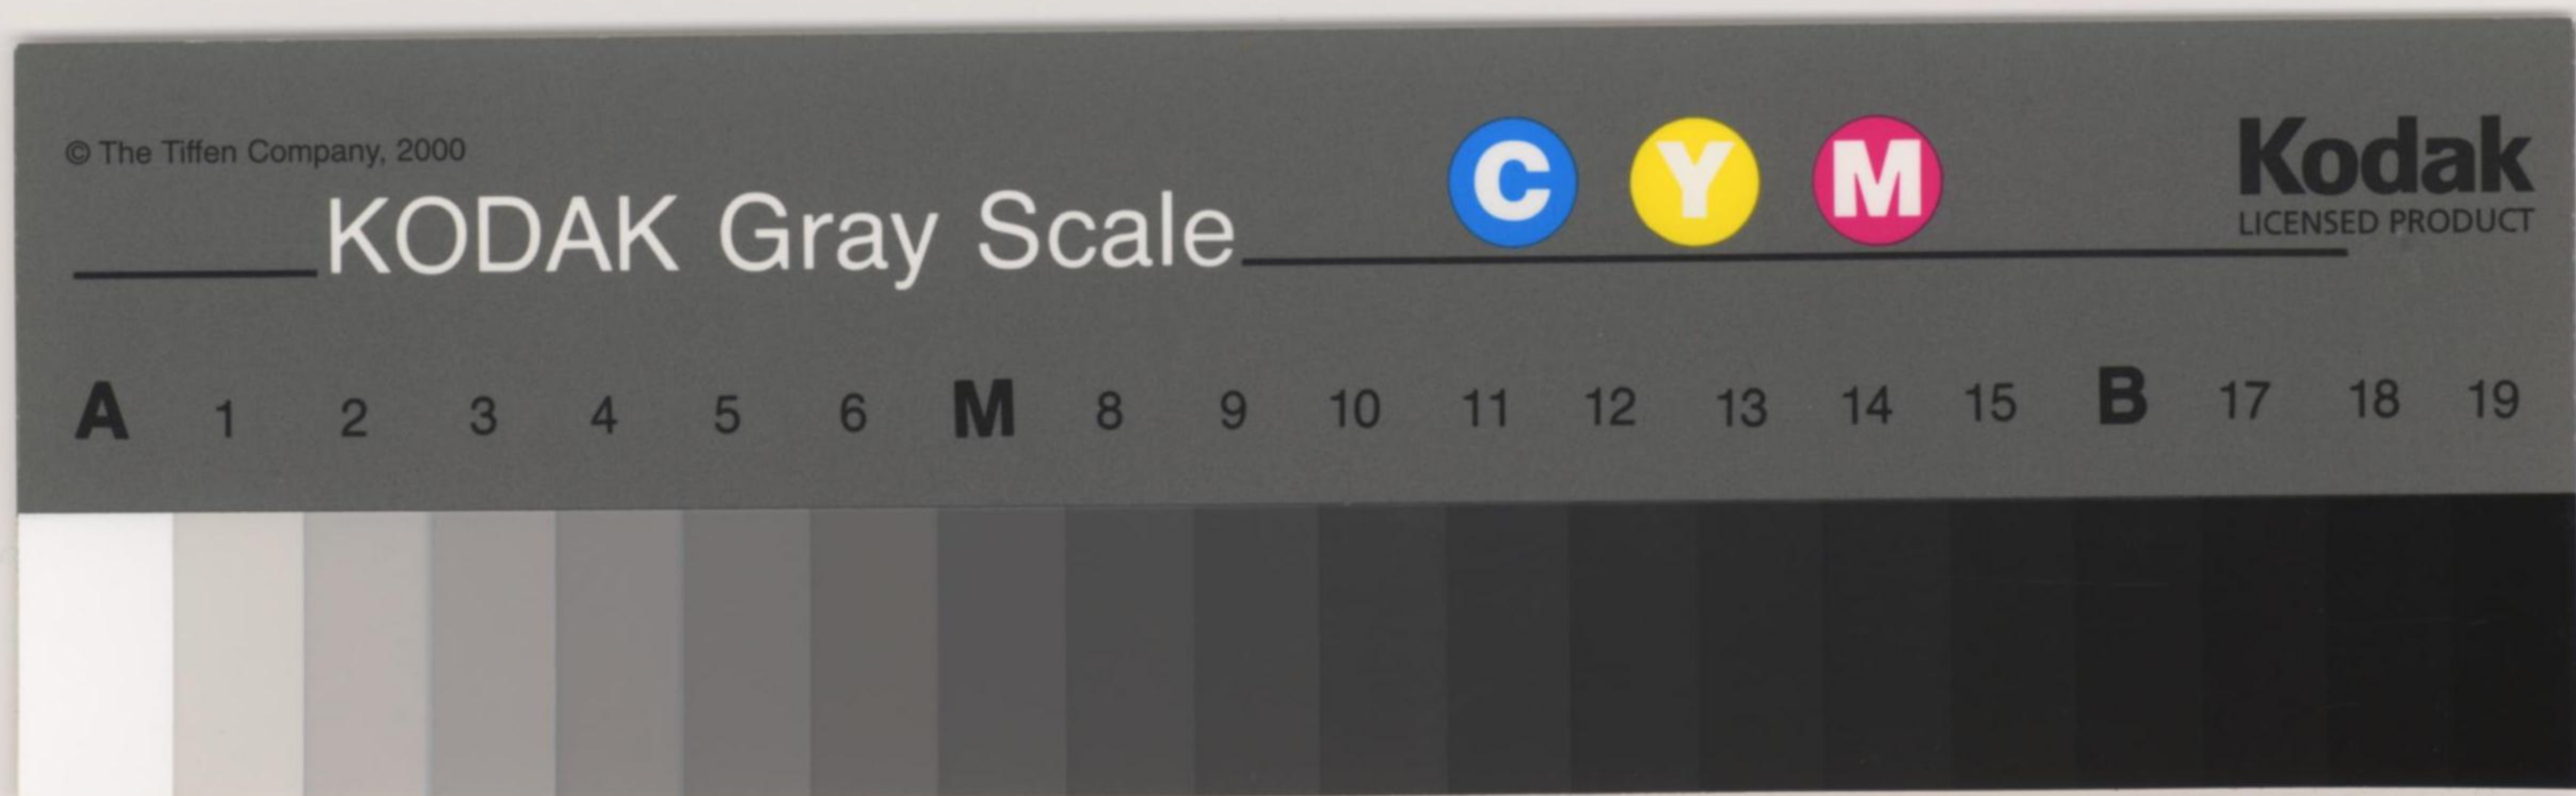 © The Tiffen Company, 2000
KODAK Gray Scale
C Y M
Kodak
LICENSED PRODUCT
A 1 2 3 4 5 6 M 8 9 10 11 12 13 14 15 B 17 18 19